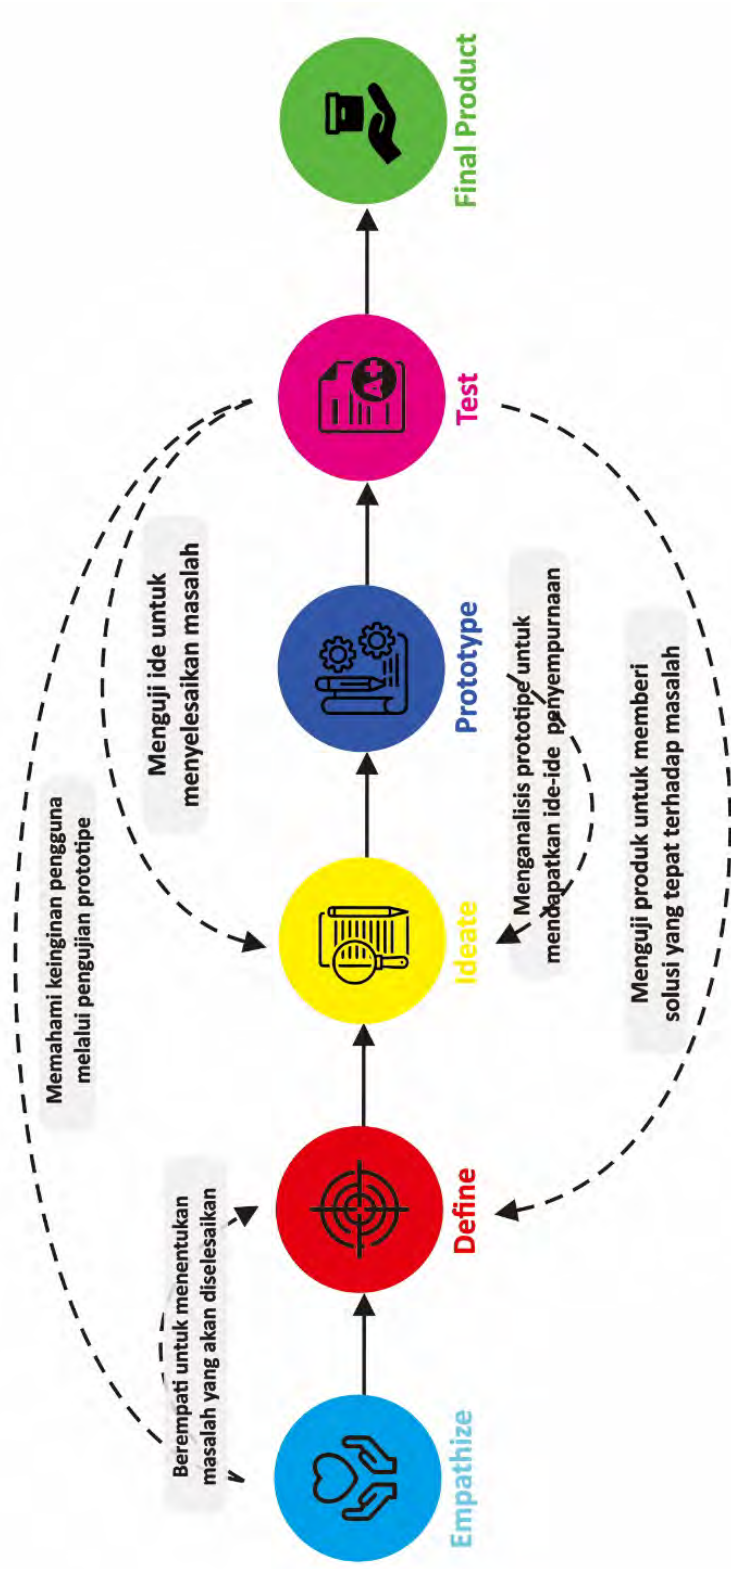 Memahami keinginan pengguna
melalui pengujian prototipe
Berempati untuk menentukan
masalah yang akan diselesaikan
Menguji ide untuk
menyelesaikan masalah
A+
Empathize
Define
Ideate
Prototype
Test
Final Product
Menganalisis prototipe untuk
mendapatkan ide-ide penyempurnaan
Menguji produk untuk memberi
solusi yang tepat terhadap masalah